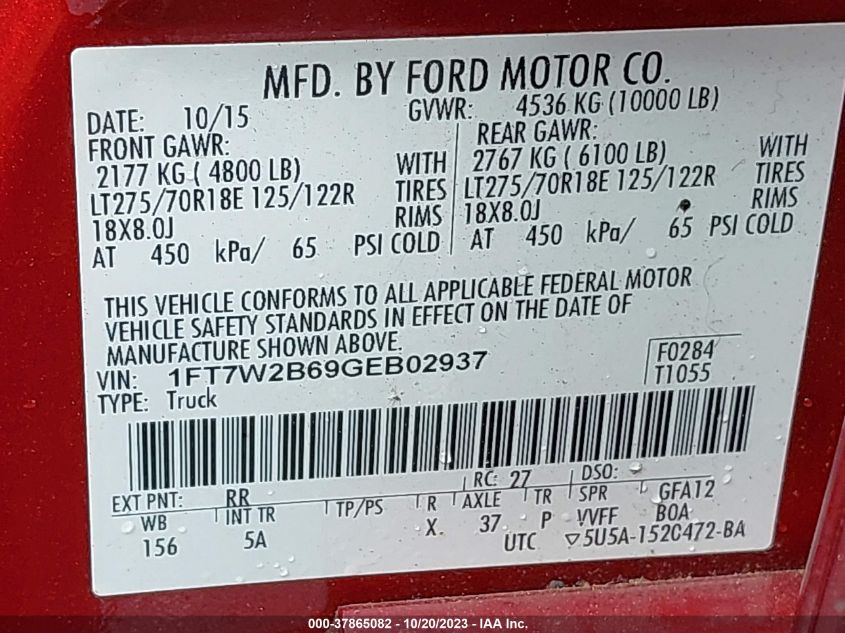 MFD. BY FORD MOTOR CO.
DATE: 10/15 GVWR: 4536 KG (10000 LB)
FRONT GAWR: REAR GAWR:
2177 KG ( 4800 LB) WITH 2767 KG ( 6100 LB) WITH
LT275/70R18E 125/122R TIRES LT275/70R18E 125/122R TIRES
18X8.0J RIMS 18X8.0J RIMS
AT 450 kPa/ 65 PSI COLD AT 450 kPa/ 65 PSI COLD
THIS VEHICLE CONFORMS TO ALL APPLICABLE FEDERAL MOTOR
VEHICLE SAFETY STANDARDS IN EFFECT ON THE DATE OF
MANUFACTURE SHOWN ABOVE.
VIN: 1FT7W2B69GEB02937 F0284
TYPE: Truck T1055
EXT PNT: RR RC: 27 DSO:
WB INT TR TP/PS R AXLE TR SPR GFA12
156 5A X 37 P VVFF BOA
UTC ▽5U5A-152C472-BA
000-37865082 - 10/20/2023 - IAA Inc.